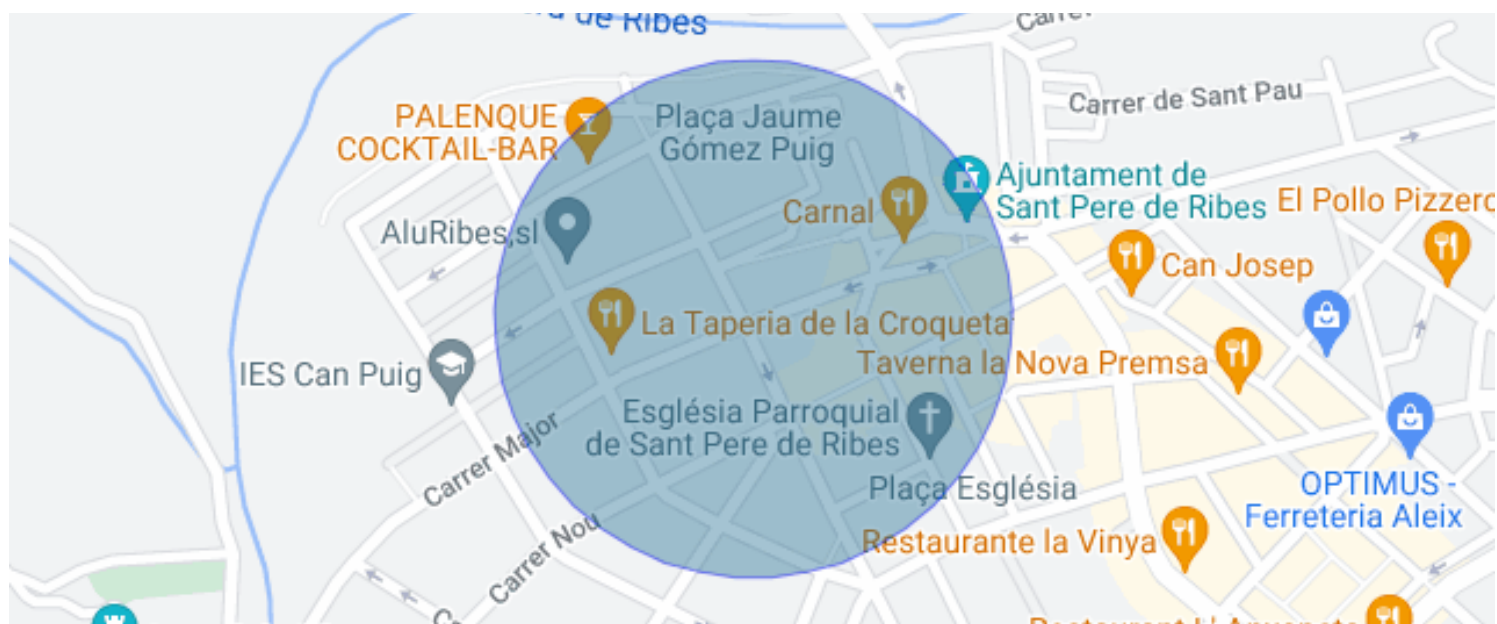 de Ribes
Carrer
PALENQUE
COCKTAIL-BAR
Plaça Jaume
Gómez Puig
Carrer de Sant Pau
Ajuntament de
Sant Pere de Ribes
El Pollo Pizzero
Carnal
AluRibes,sl
Can Josep
La Taperia de la Croqueta
Taverna la Nova Premsa
IES Can Puig
Església Parroquial
de Sant Pere de Ribes
Carrer Major
Plaça Església
OPTIMUS -
Ferreteria Aleix
Carrer Nou
Restaurante la Vinya